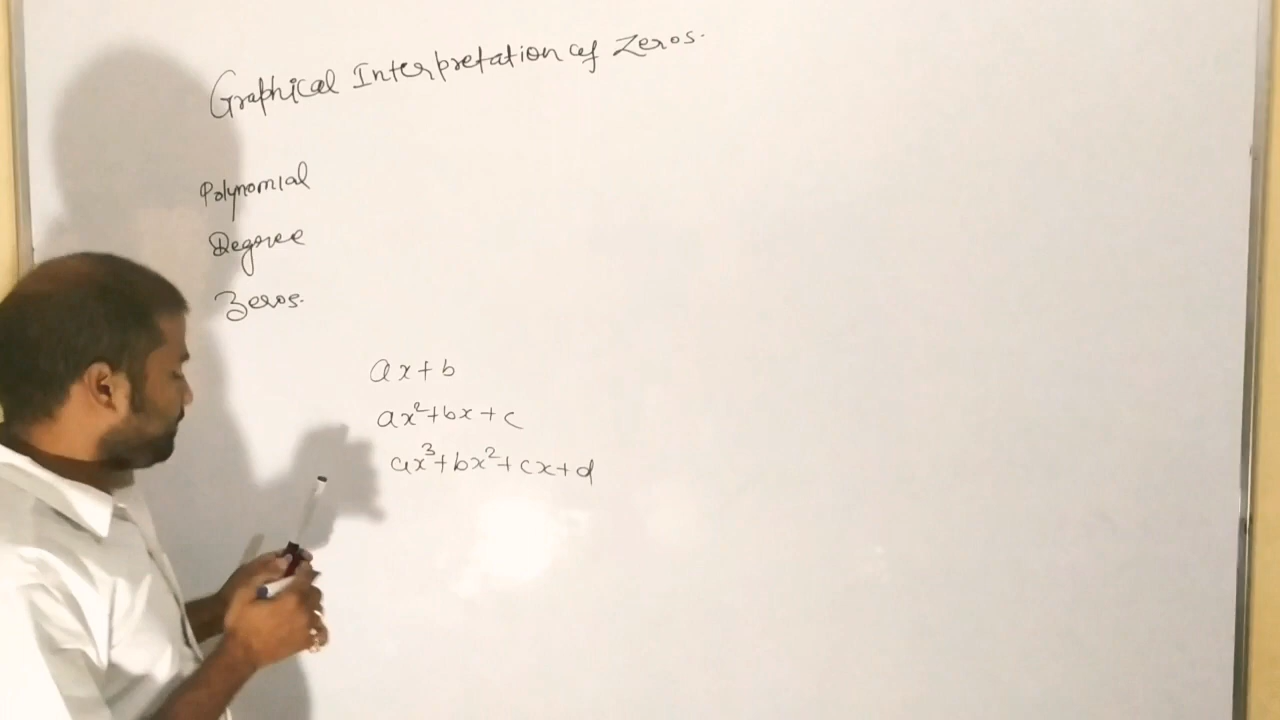 Graphical Interpretation of Zeros.
Polynomial
Degree
Zeros.
ax+b
ax²+bx+c
ax³+bx²+cx+d